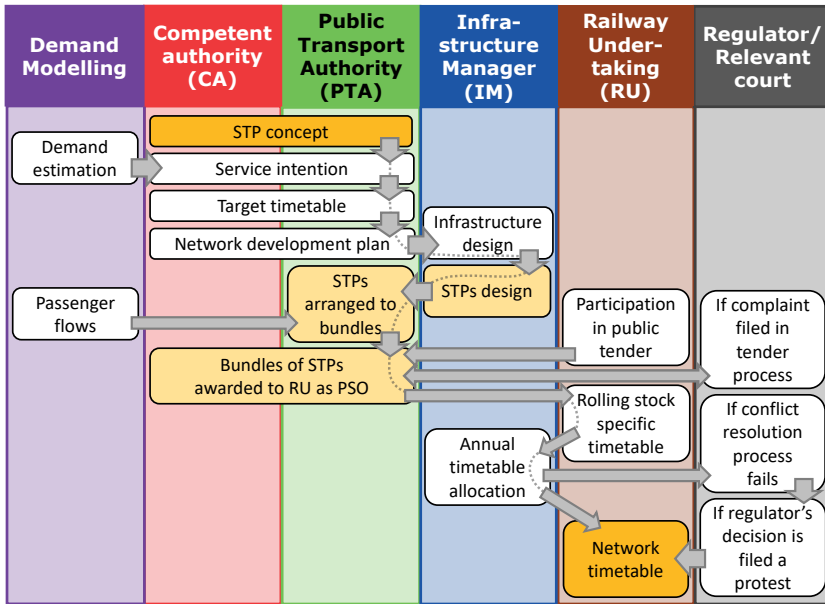 Demand
Modelling
Competent
authority
(CA)
Public
Transport
Authority
(PTA)
Infra-
structure
Manager
(IM)
Railway
Under-
taking
(RU)
Regulator/
Relevant
court
STP concept
Demand
estimation
Service intention
Target timetable
Network development plan
Infrastructure
design
STPs
arranged to
bundles
STPs design
Passenger
flows
Participation
in public
tender
If complaint
filed in
tender
process
Bundles of STPs
awarded to RU as PSO
Rolling stock
specific
timetable
If conflict
resolution
process
fails
Annual
timetable
allocation
If regulator's
decision is
filed a
protest
Network
timetable